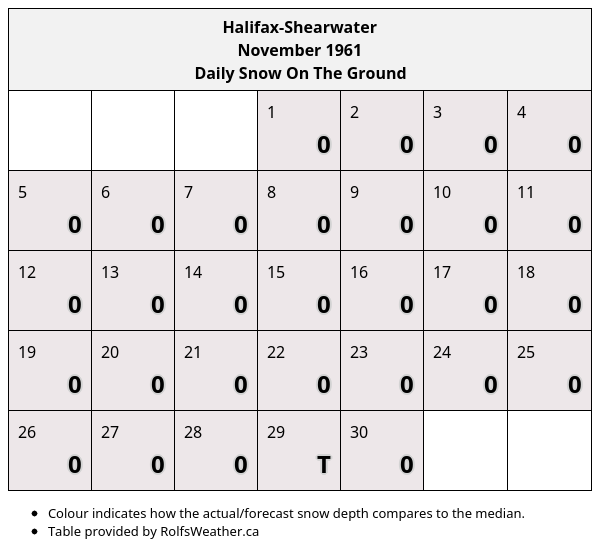 Halifax-Shearwater
November 1961
Daily Snow On The Ground
1 2 3 4
0 0 0 0
5 6 7 8 9 10 11
0 0 0 0 0 0 0
12 13 14 15 16 17 18
0 0 0 0 0 0 0
19 20 21 22 23 24 25
0 0 0 0 0 0 0
26 27 28 29 30
0 0 0 T 0
• Colour indicates how the actual/forecast snow depth compares to the median.
• Table provided by RolfsWeather.ca